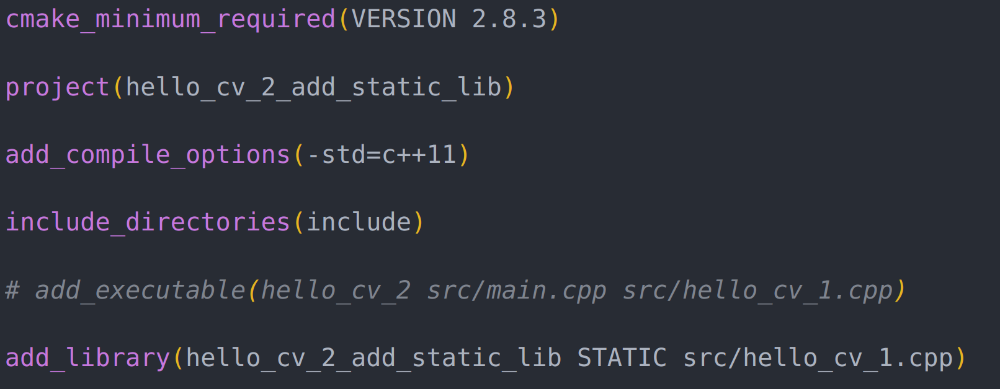 cmake_minimum_required(VERSION 2.8.3)
project(hello_cv_2_add_static_lib)
add_compile_options(-std=c++11)
include_directories(include)
# add_executable(hello_cv_2 src/main.cpp src/hello_cv_1.cpp)
add_library(hello_cv_2_add_static_lib STATIC src/hello_cv_1.cpp)